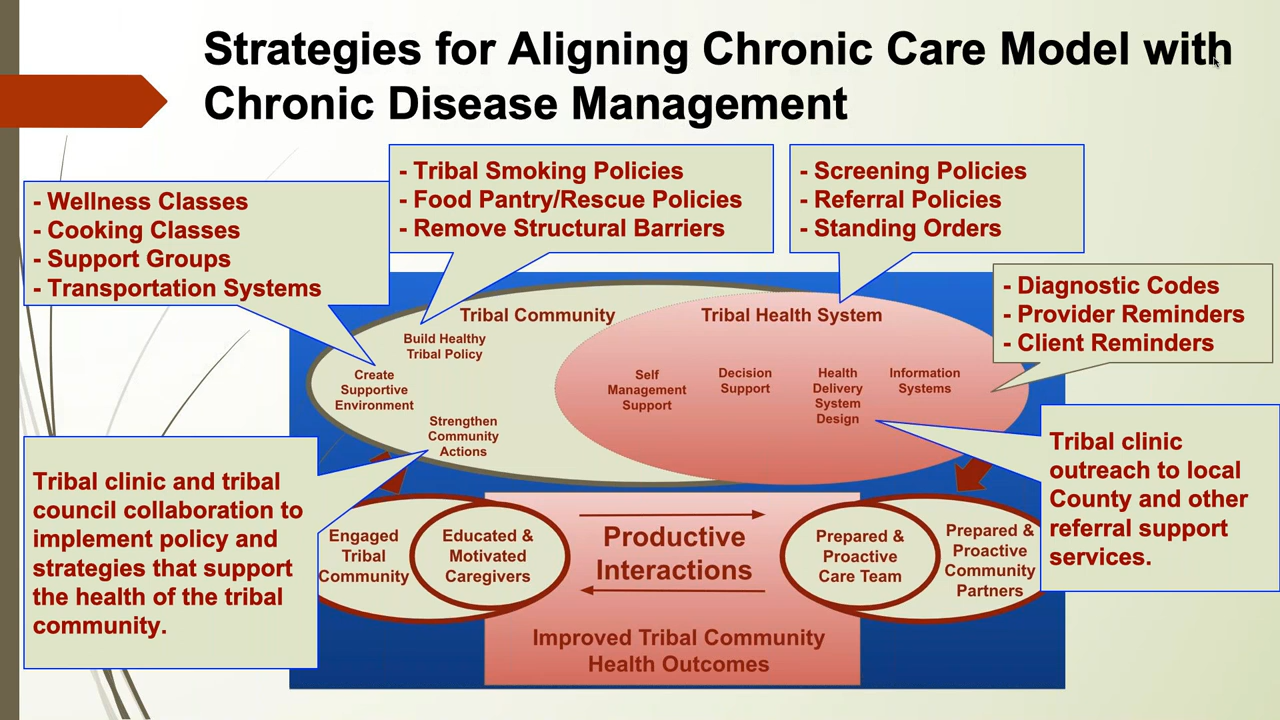 Strategies for Aligning Chronic Care Model with
Chronic Disease Management
- Wellness Classes
- Cooking Classes
- Support Groups
- Transportation Systems
- Tribal Smoking Policies
- Food Pantry/Rescue Policies
- Remove Structural Barriers
- Screening Policies
- Referral Policies
- Standing Orders
- Diagnostic Codes
- Provider Reminders
- Client Reminders
Tribal Community
Build Healthy
Tribal Policy
Create
Supportive
Environment
Strengthen
Community
Actions
Tribal Health System
Self
Management
Support
Decision
Support
Health
Delivery
System
Design
Information
Systems
Tribal clinic and tribal
council collaboration to
implement policy and
strategies that support
the health of the tribal
community.
Tribal clinic
outreach to local
County and other
referral support
services.
Engaged
Tribal
Community
Educated &
Motivated
Caregivers
Productive
Interactions
Prepared &
Proactive
Care Team
Prepared &
Proactive
Community
Partners
Improved Tribal Community
Health Outcomes